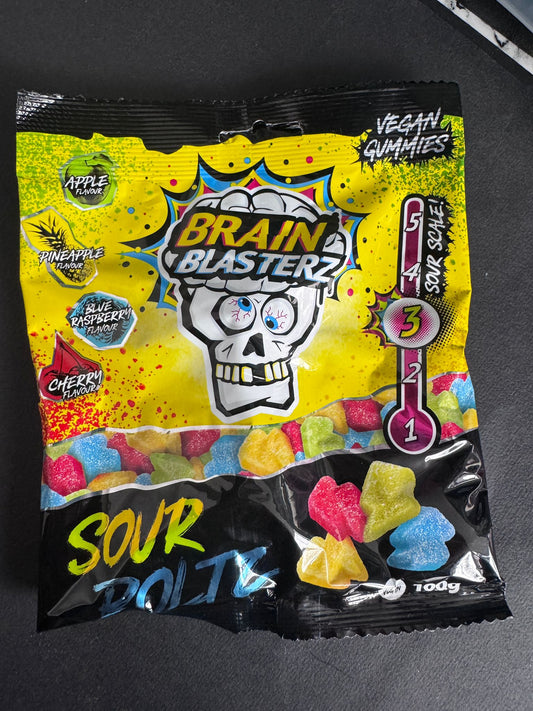 VEGAN
GUMMIES
APPLE
FLAVOUR
PINEAPPLE
FLAVOUR
BLUE
RASPBERRY
FLAVOUR
CHERRY
FLAVOUR
BRAIN
BLASTERZ
SOUR SCALE!
5
4
3
2
1
SOUR
BOLTZ
100g